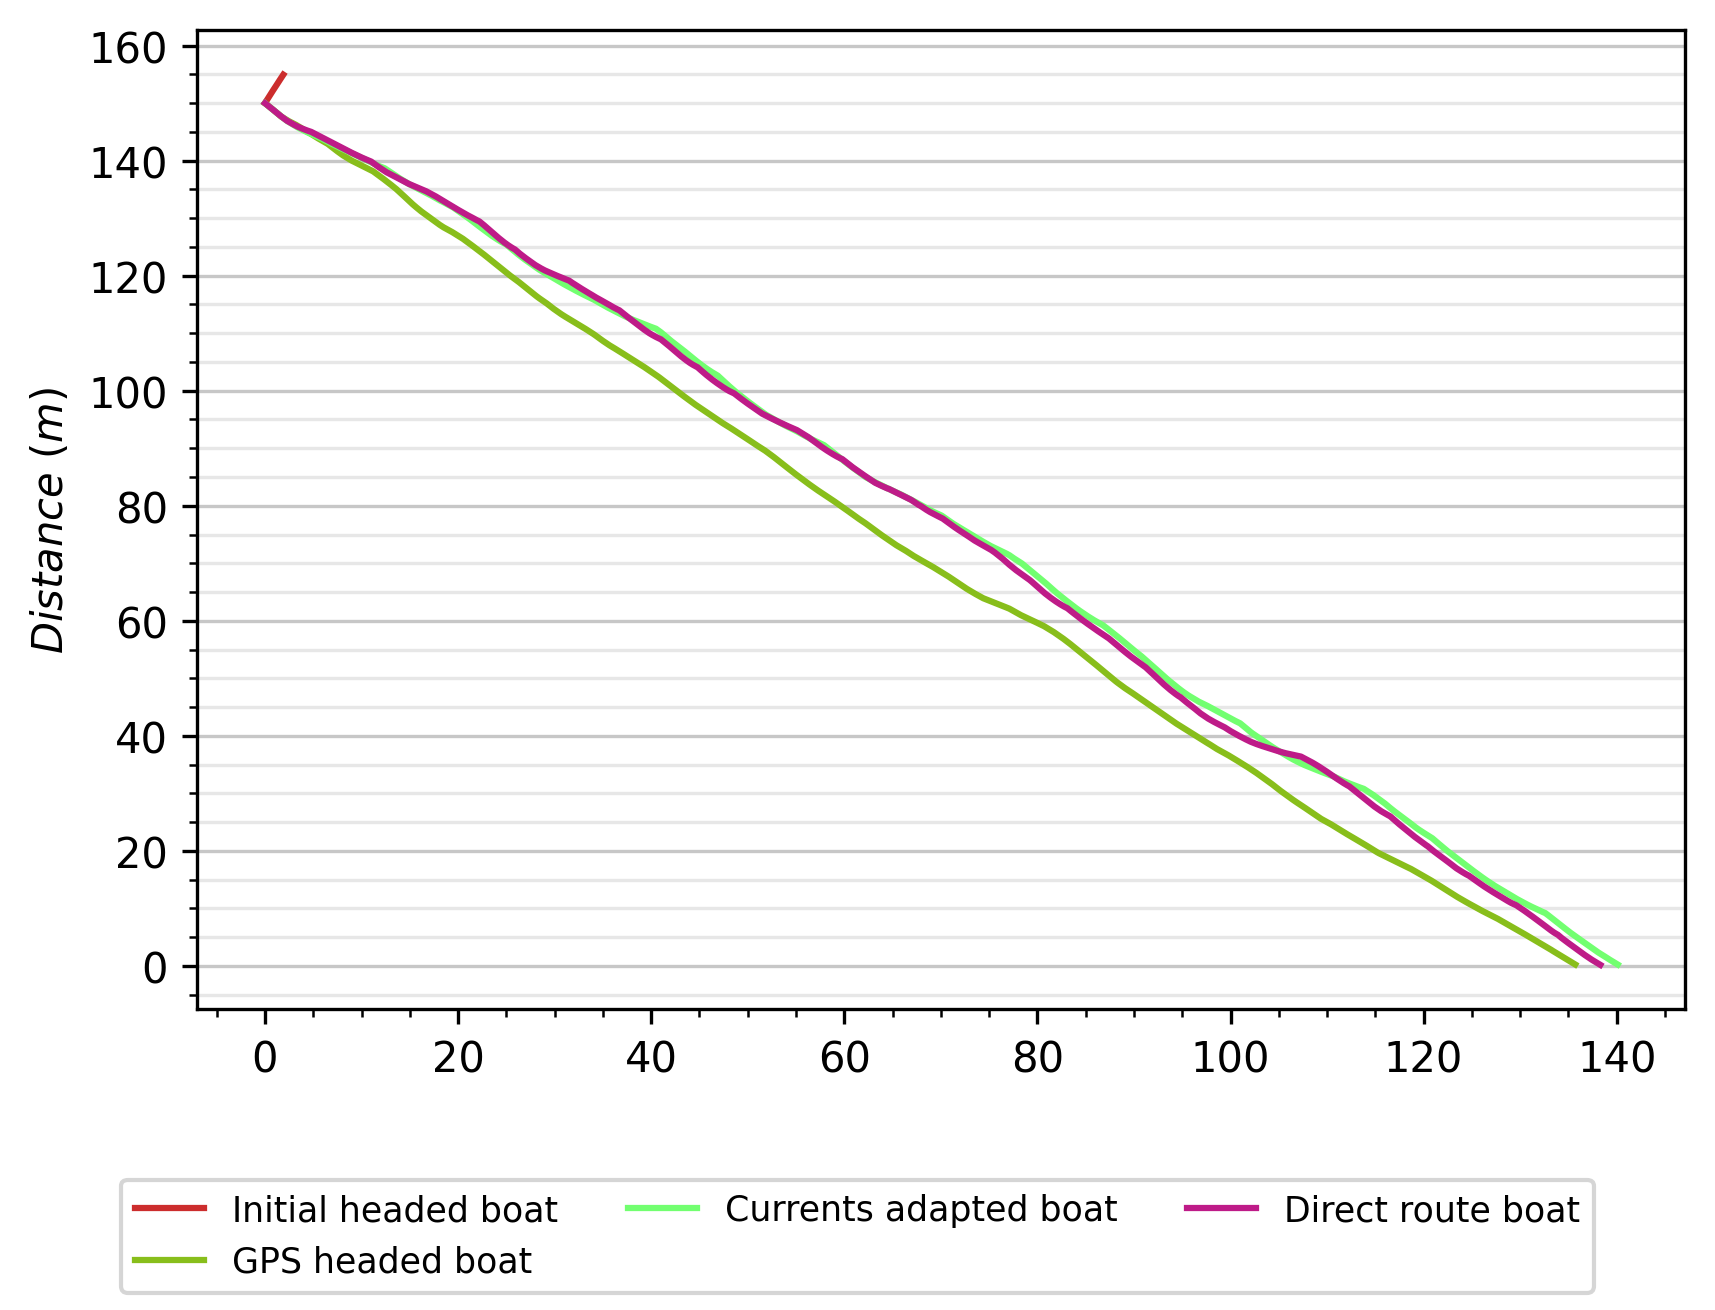 160
140
120
100
80
60
40
20
0
Distance (m)
0 20 40 60 80 100 120 140
Initial headed boat Currents adapted boat Direct route boat
GPS headed boat